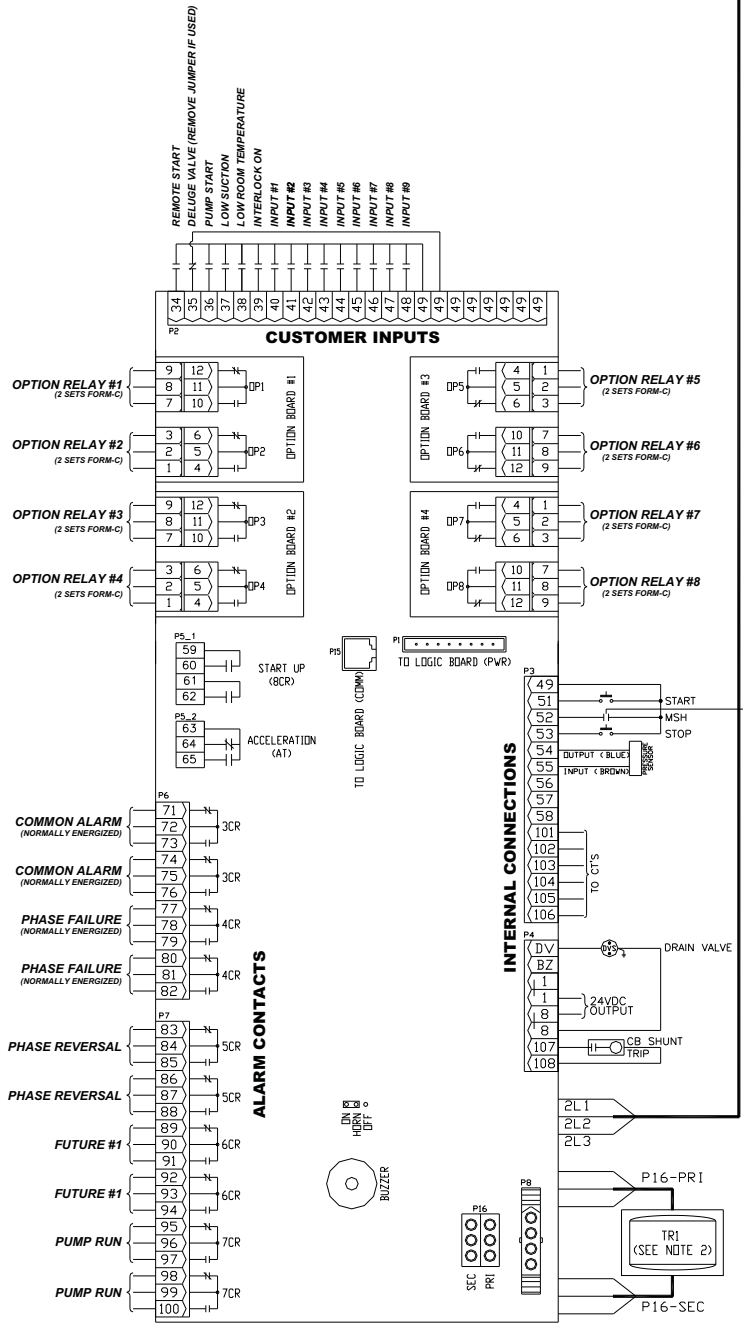 REMOTE START
DELUGE VALVE (REMOVE JUMPER IF USED)
PUMP START
LOW SUCTION
LOW ROOM TEMPERATURE
INTERLOCK ON
INPUT #1
INPUT #2
INPUT #3
INPUT #4
INPUT #5
INPUT #6
INPUT #7
INPUT #8
INPUT #9
34 35 36 37 38 39 40 41 42 43 44 45 46 47 48 49 49 49 49 49 49 49 49
P2
CUSTOMER INPUTS
OPTION RELAY #1
(2 SETS FORM-C)
9 12
8 11
7 10
OP1
OPTION RELAY #2
(2 SETS FORM-C)
3 6
2 5
1 4
OP2
OPTION BOARD #1
OPTION RELAY #3
(2 SETS FORM-C)
9 12
8 11
7 10
OP3
OPTION RELAY #4
(2 SETS FORM-C)
3 6
2 5
1 4
OP4
OPTION BOARD #2
OPTION BOARD #3
OP5
4 1
5 2
6 3
OPTION RELAY #5
(2 SETS FORM-C)
OP6
10 7
11 8
12 9
OPTION RELAY #6
(2 SETS FORM-C)
OPTION BOARD #4
OP7
4 1
5 2
6 3
OPTION RELAY #7
(2 SETS FORM-C)
OP8
10 7
11 8
12 9
OPTION RELAY #8
(2 SETS FORM-C)
P5_1
59
60
61
62
START UP
(8CR)
P5_2
63
64
65
ACCELERATION
(AT)
P15
TO LOGIC BOARD (COMM)
P1
TO LOGIC BOARD (PWR)
ALARM CONTACTS
P6
COMMON ALARM
(NORMALLY ENERGIZED)
71
72
73
3CR
COMMON ALARM
(NORMALLY ENERGIZED)
74
75
76
3CR
PHASE FAILURE
(NORMALLY ENERGIZED)
77
78
79
4CR
PHASE FAILURE
(NORMALLY ENERGIZED)
80
81
82
4CR
P7
PHASE REVERSAL
83
84
85
5CR
PHASE REVERSAL
86
87
88
5CR
FUTURE #1
89
90
91
6CR
FUTURE #1
92
93
94
6CR
PUMP RUN
95
96
97
7CR
PUMP RUN
98
99
100
7CR
ON
HORN
OFF
BUZZER
INTERNAL CONNECTIONS
P3
49
51
52
53
54
55
56
57
58
101
102
103
104
105
106
START
MSH
STOP
OUTPUT (BLUE)
INPUT (BROWN)
PRESSURE
SENSOR
TO CT'S
P4
DV
BZ
1
1
8
8
107
108
DVS
DRAIN VALVE
24VDC
OUTPUT
CB SHUNT
TRIP
2L1
2L2
2L3
P16
SEC
PRI
P8
P16-PRI
TR1
(SEE NOTE 2)
P16-SEC